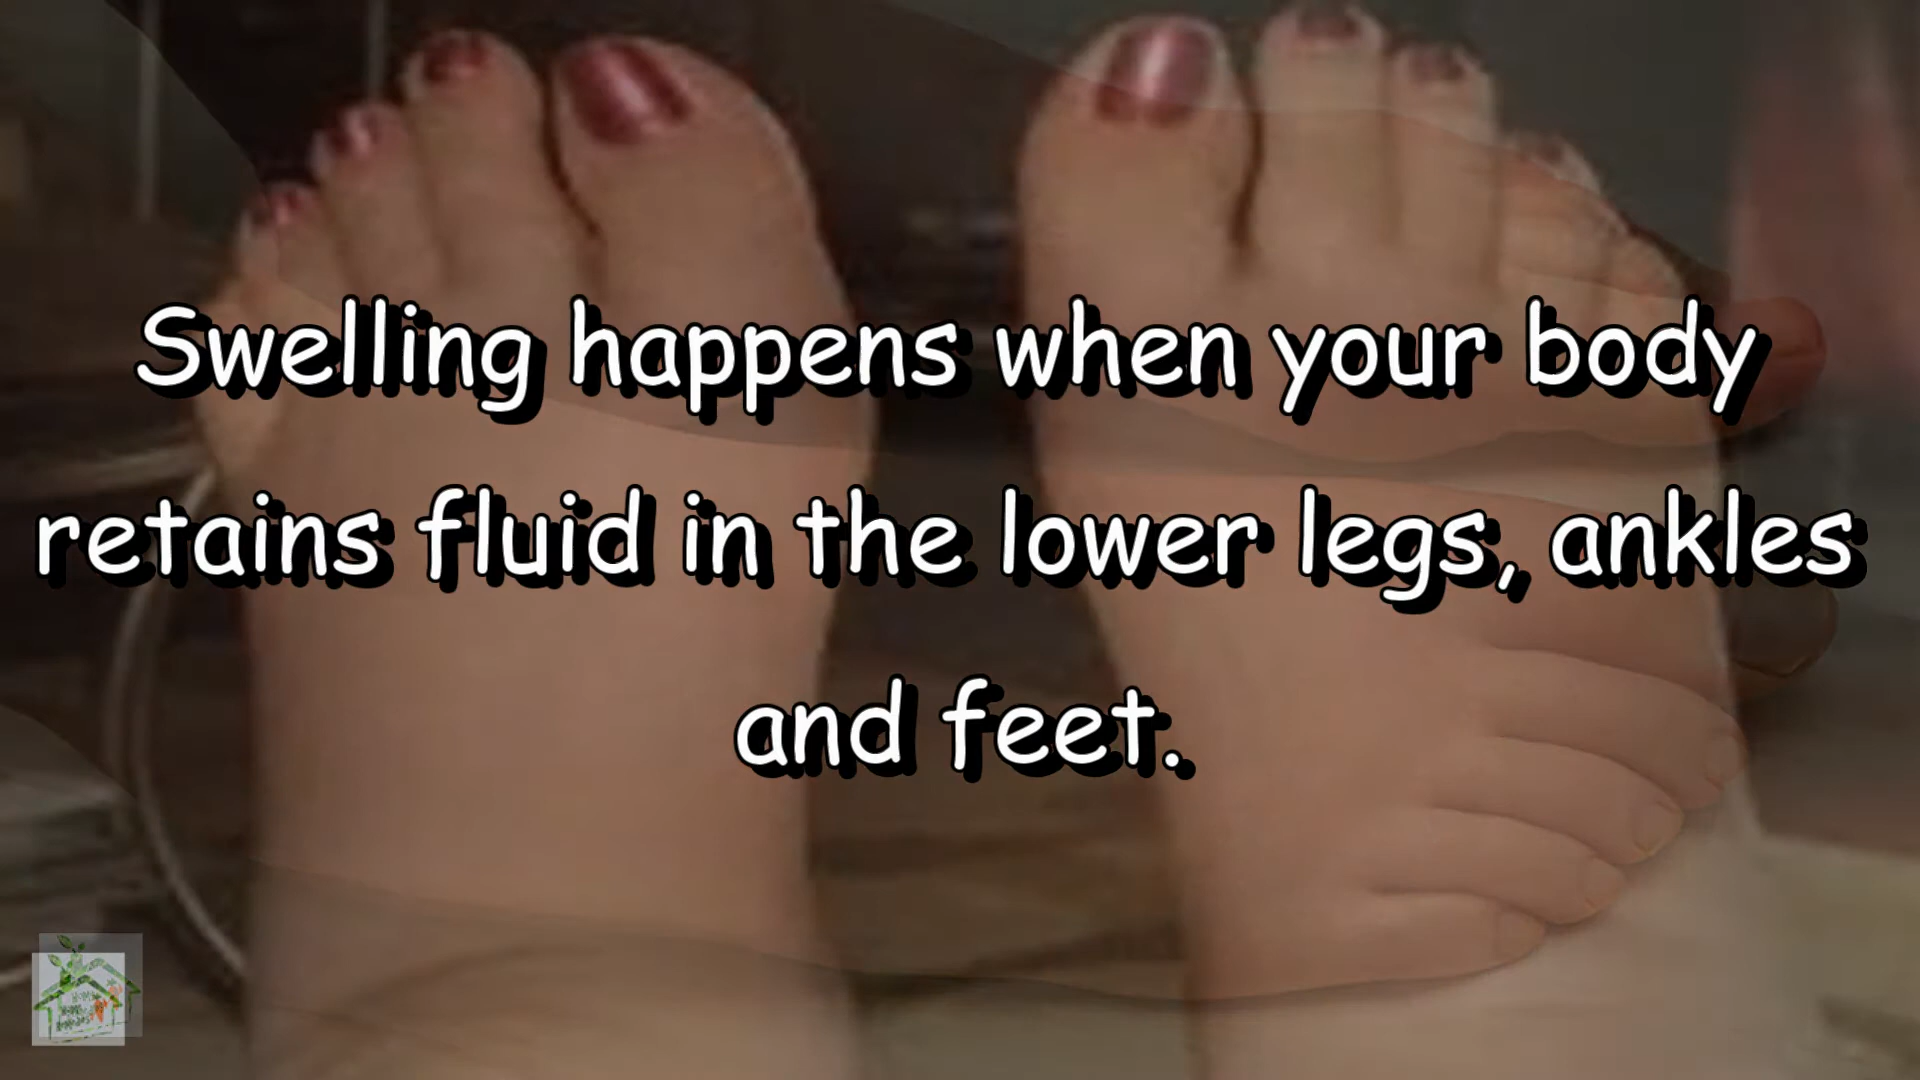 Swelling happens when your body
retains fluid in the lower legs, ankles
and feet.